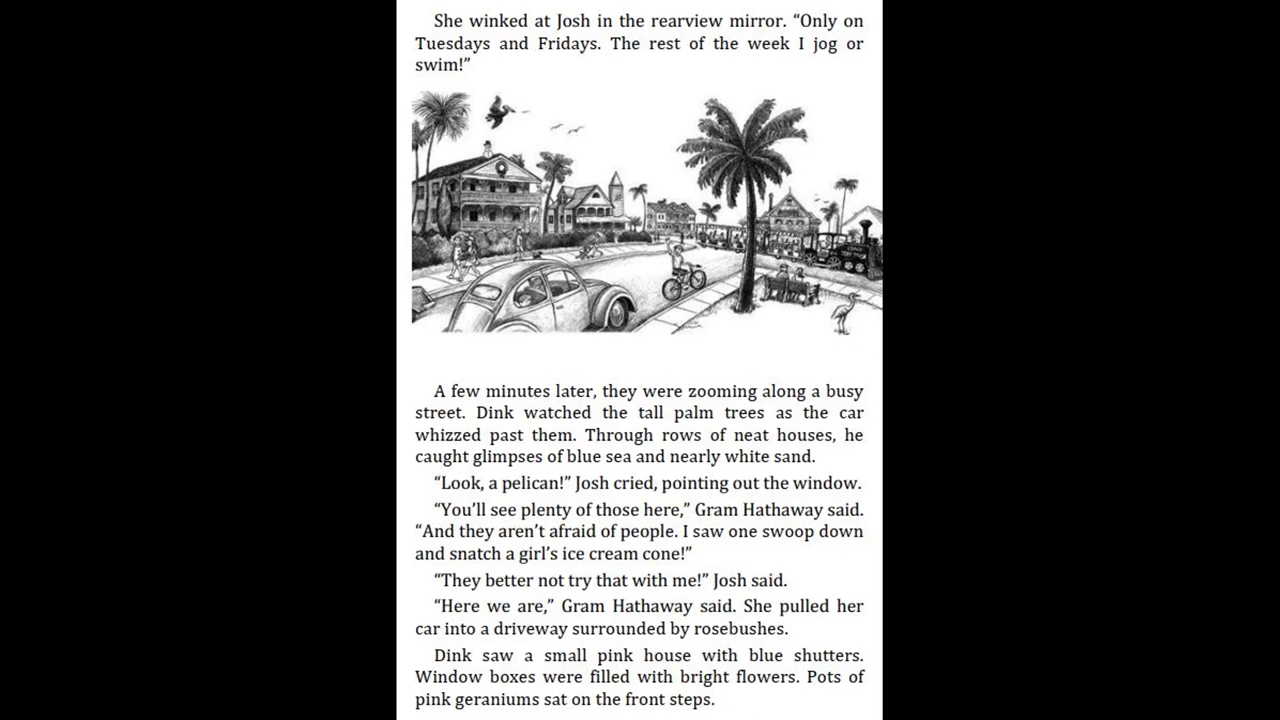 She winked at Josh in the rearview mirror. “Only on
Tuesdays and Fridays. The rest of the week I jog or
swim!”
A few minutes later, they were zooming along a busy
street. Dink watched the tall palm trees as the car
whizzed past them. Through rows of neat houses, he
caught glimpses of blue sea and nearly white sand.
“Look, a pelican!” Josh cried, pointing out the window.
“You’ll see plenty of those here,” Gram Hathaway said.
“And they aren’t afraid of people. I saw one swoop down
and snatch a girl’s ice cream cone!”
“They better not try that with me!” Josh said.
“Here we are,” Gram Hathaway said. She pulled her
car into a driveway surrounded by rosebushes.
Dink saw a small pink house with blue shutters.
Window boxes were filled with bright flowers. Pots of
pink geraniums sat on the front steps.